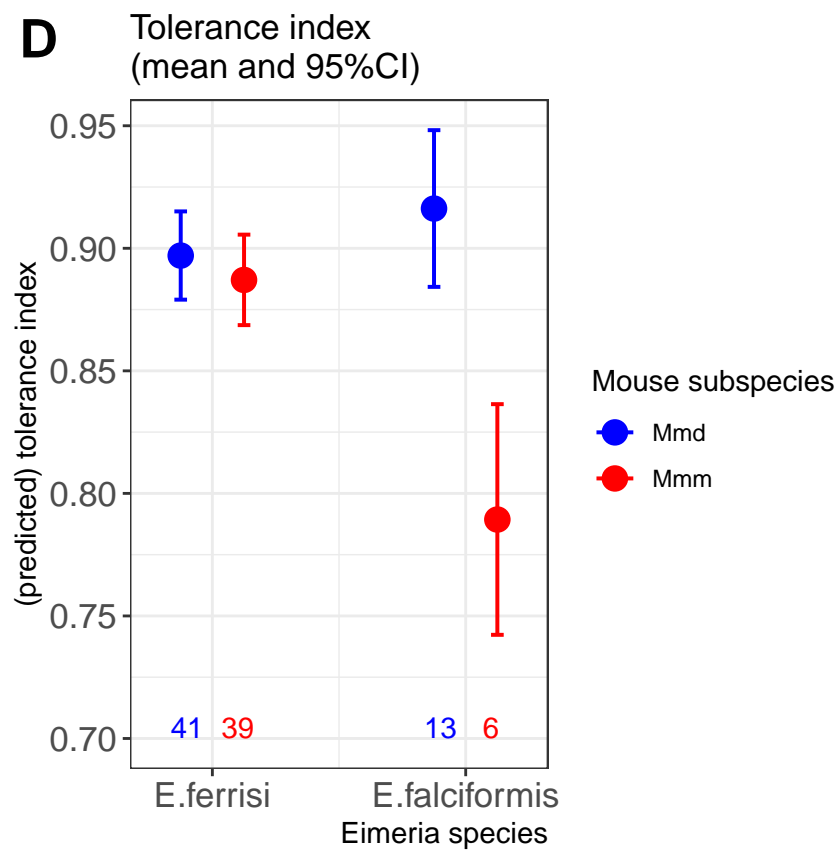 D
Tolerance index
(mean and 95%CI)
(predicted) tolerance index
0.95
0.90
0.85
0.80
0.75
0.70
41 39 13 6
E.ferrisi E.falciformis
Eimeria species
Mouse subspecies
Mmd
Mmm